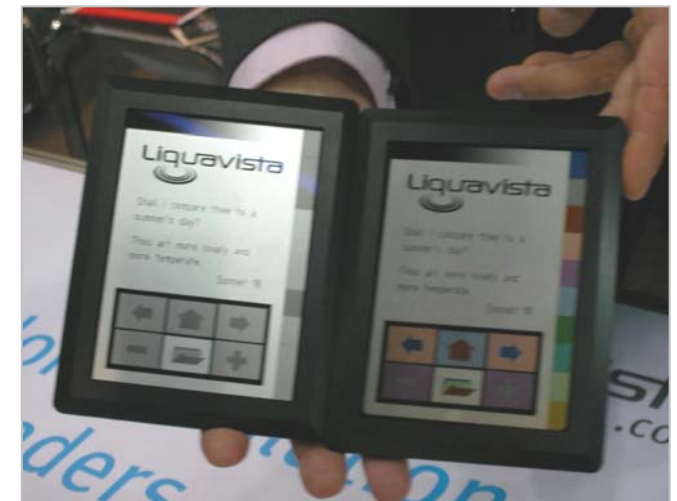 Liquavista
Shall I compare thee to a
summer's day?
Thou art more lovely and
more temperate.
Sonnet 18
Liquavista
Shall I compare thee to a
summer's day?
Thou art more lovely and
more temperate.
Sonnet 18
.co
ders